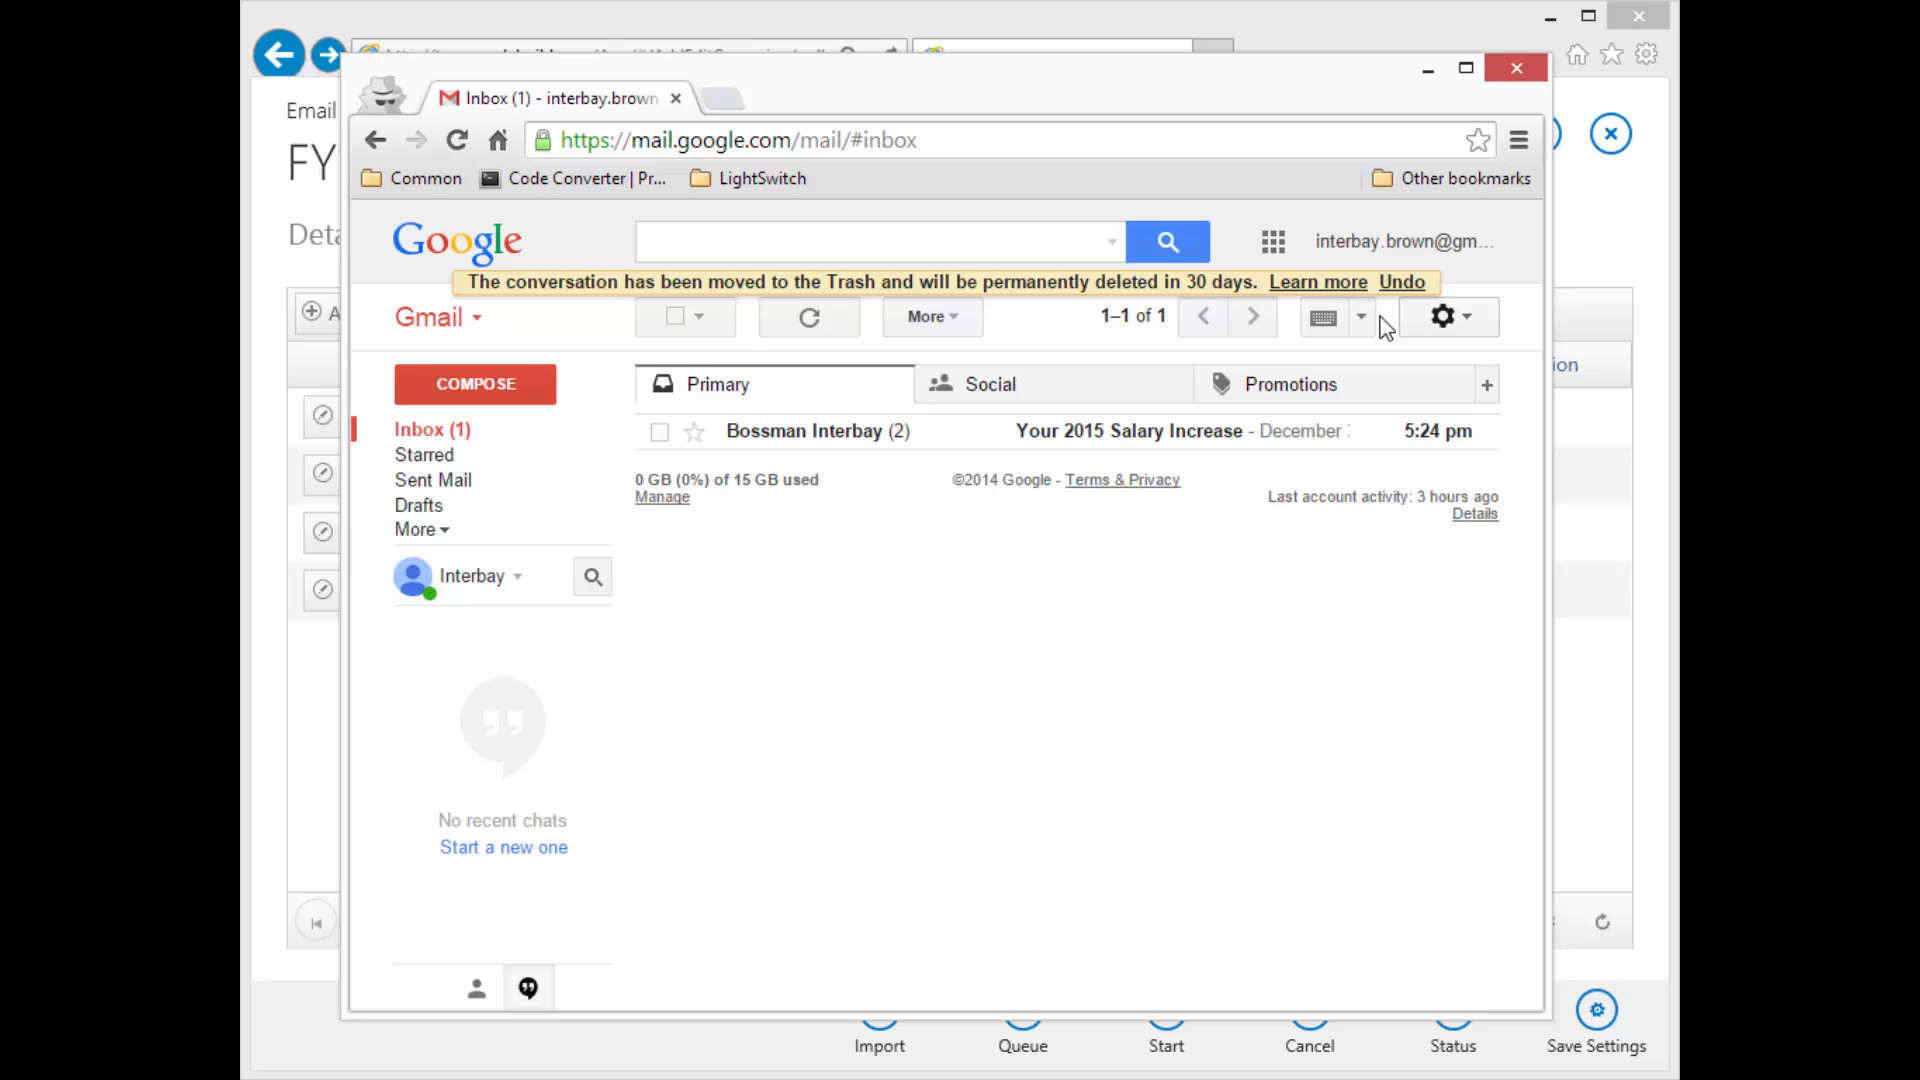 Inbox (1) - interbay.brown
https://mail.google.com/mail/#inbox
Common
Code Converter | Pr...
LightSwitch
Other bookmarks
Email
FY
Deta
A
ion
Google
interbay.brown@gm...
The conversation has been moved to the Trash and will be permanently deleted in 30 days. Learn more Undo
Gmail
More
1–1 of 1
COMPOSE
Primary
Social
Promotions
Inbox (1)
Bossman Interbay (2)
Your 2015 Salary Increase - December
5:24 pm
Starred
Sent Mail
Drafts
More
0 GB (0%) of 15 GB used
Manage
©2014 Google - Terms & Privacy
Last account activity: 3 hours ago
Details
Interbay
No recent chats
Start a new one
Import
Queue
Start
Cancel
Status
Save Settings